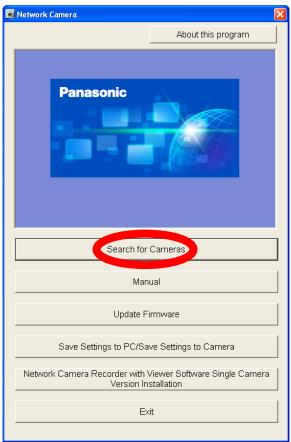 Network Camera
About this program
Panasonic
Search for Cameras
Manual
Update Firmware
Save Settings to PC/Save Settings to Camera
Network Camera Recorder with Viewer Software Single Camera
Version Installation
Exit